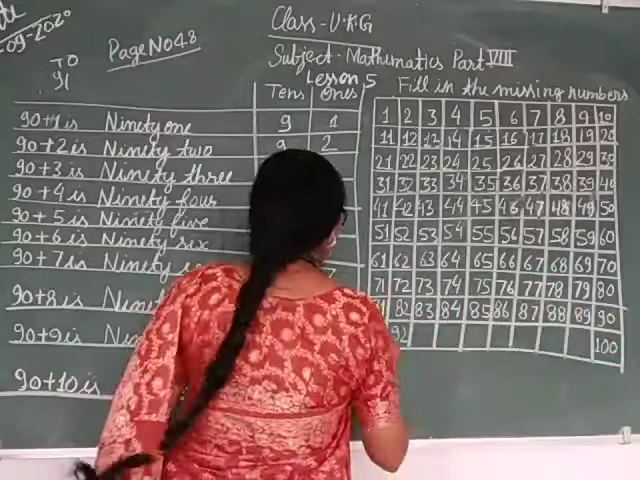 -09-2020
Class-U.KG
Page No 48
Subject-Mathematics Part VIII
TO
91
Lesson 5
Fill in the missing numbers
Tens Ones
90+1 is Ninety one 9 1
90+2 is Ninety two 9 2
90+3 is Ninety three
90+4 is Ninety four
90+5 is Ninety five
90+6 is Ninety six
90+7 is Ninety
90+8 is
90+9 is
90+10 is
1 2 3 4 5 6 7 8 9 10
11 12 13 14 15 16 17 18 19 20
21 22 23 24 25 26 27 28 29 30
31 32 33 34 35 36 37 38 39 40
41 42 43 44 45 46 47 48 49 50
51 52 53 54 55 56 57 58 59 60
61 62 63 64 65 66 67 68 69 70
71 72 73 74 75 76 77 78 79 80
82 83 84 85 86 87 88 89 90
92 100